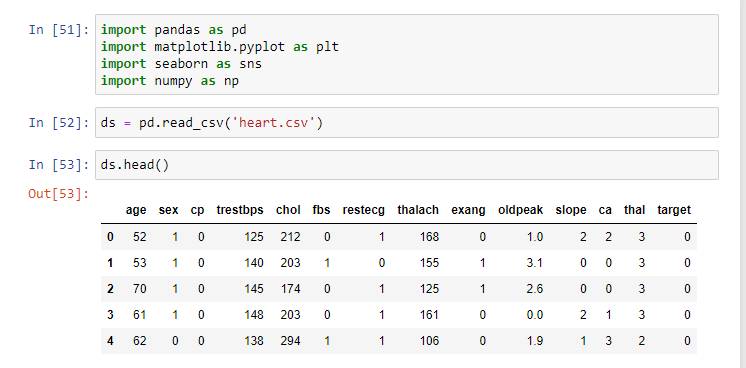 In [51]: import pandas as pd
import matplotlib.pyplot as plt
import seaborn as sns
import numpy as np
In [52]: ds = pd.read_csv('heart.csv')
In [53]: ds.head()
Out[53]:
age sex cp trestbps chol fbs restecg thalach exang oldpeak slope ca thal target
0 52 1 0 125 212 0 1 168 0 1.0 2 2 3 0
1 53 1 0 140 203 1 0 155 1 3.1 0 0 3 0
2 70 1 0 145 174 0 1 125 1 2.6 0 0 3 0
3 61 1 0 148 203 0 1 161 0 0.0 2 1 3 0
4 62 0 0 138 294 1 1 106 0 1.9 1 3 2 0